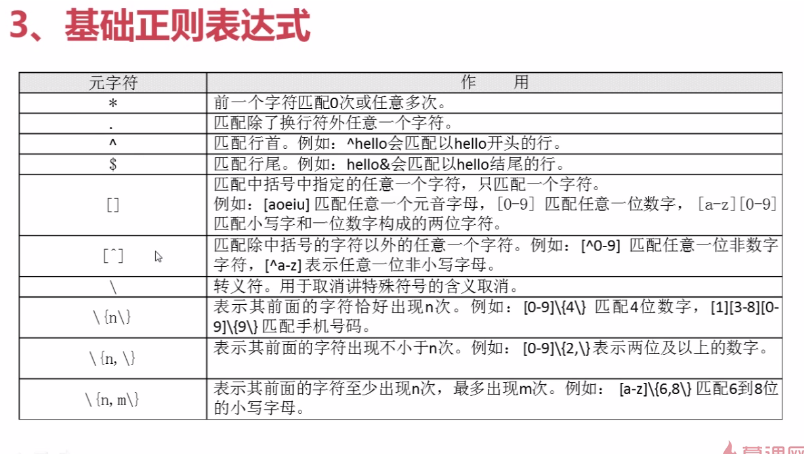 3、基础正则表达式
元字符 作 用
* 前一个字符匹配0次或任意多次。
. 匹配除了换行符外任意一个字符。
^ 匹配行首。例如：^hello会匹配以hello开头的行。
$ 匹配行尾。例如：hello&会匹配以hello结尾的行。
[] 匹配中括号中指定的任意一个字符，只匹配一个字符。
例如：[aoeiu] 匹配任意一个元音字母，[0-9] 匹配任意一位数字， [a-z][0-9]
匹配小写字和一位数字构成的两位字符。
[^] 匹配除中括号的字符以外的任意一个字符。例如：[^0-9] 匹配任意一位非数字
字符，[^a-z] 表示任意一位非小写字母。
\ 转义符。用于取消讲特殊符号的含义取消。
\{n\} 表示其前面的字符恰好出现n次。例如：[0-9]\{4\} 匹配4位数字，[1][3-8][0-
9]\{9\} 匹配手机号码。
\{n,\} 表示其前面的字符出现不小于n次。例如： [0-9]\{2,\} 表示两位及以上的数字。
\{n,m\} 表示其前面的字符至少出现n次，最多出现m次。例如： [a-z]\{6,8\} 匹配6到8位
的小写字母。
慕课网